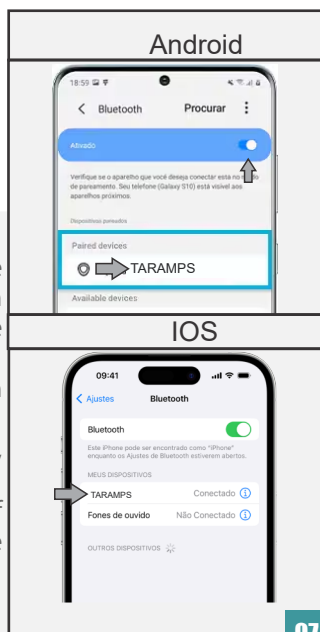 Android
18:59
Bluetooth Procurar
Ativado
Verifique se o aparelho que você deseja conectar está no modo
de pareamento. Seu telefone (Galaxy S10) está visível aos
aparelhos próximos.
Dispositivos pareados
Paired devices
TARAMPS
Available devices
IOS
09:41
Ajustes Bluetooth
Bluetooth
Este iPhone pode ser encontrado como "iPhone"
enquanto os Ajustes de Bluetooth estiverem abertos.
MEUS DISPOSITIVOS
TARAMPS Conectado
Fones de ouvido Não Conectado
OUTROS DISPOSITIVOS
07